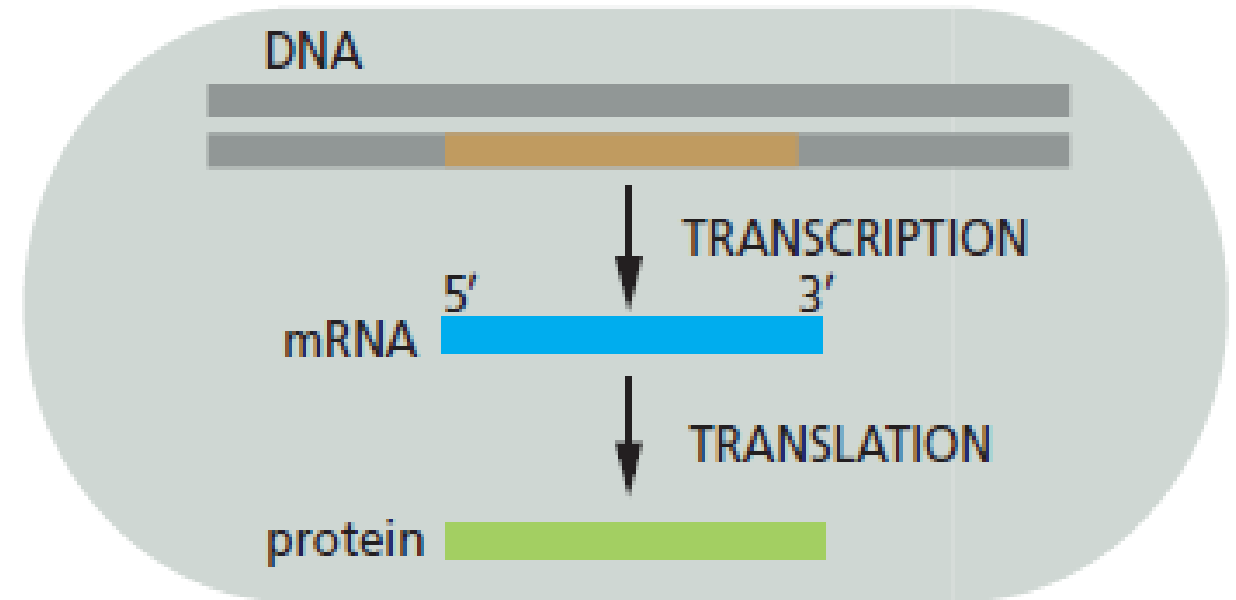 DNA
TRANSCRIPTION
5′ 3′
mRNA
TRANSLATION
protein